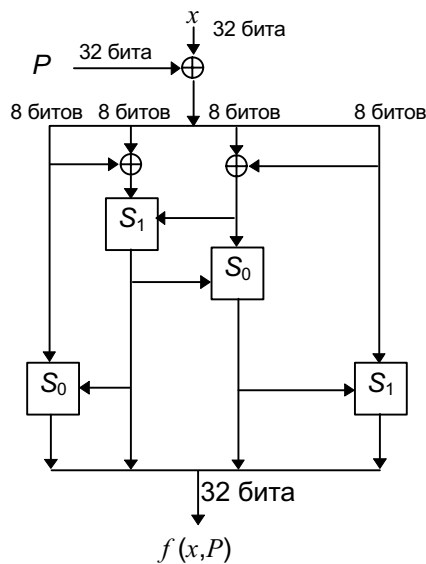 x
32 бита
P
32 бита
8 битов 8 битов 8 битов 8 битов
S₁
S₀
S₀
S₁
32 бита
f (x,P)